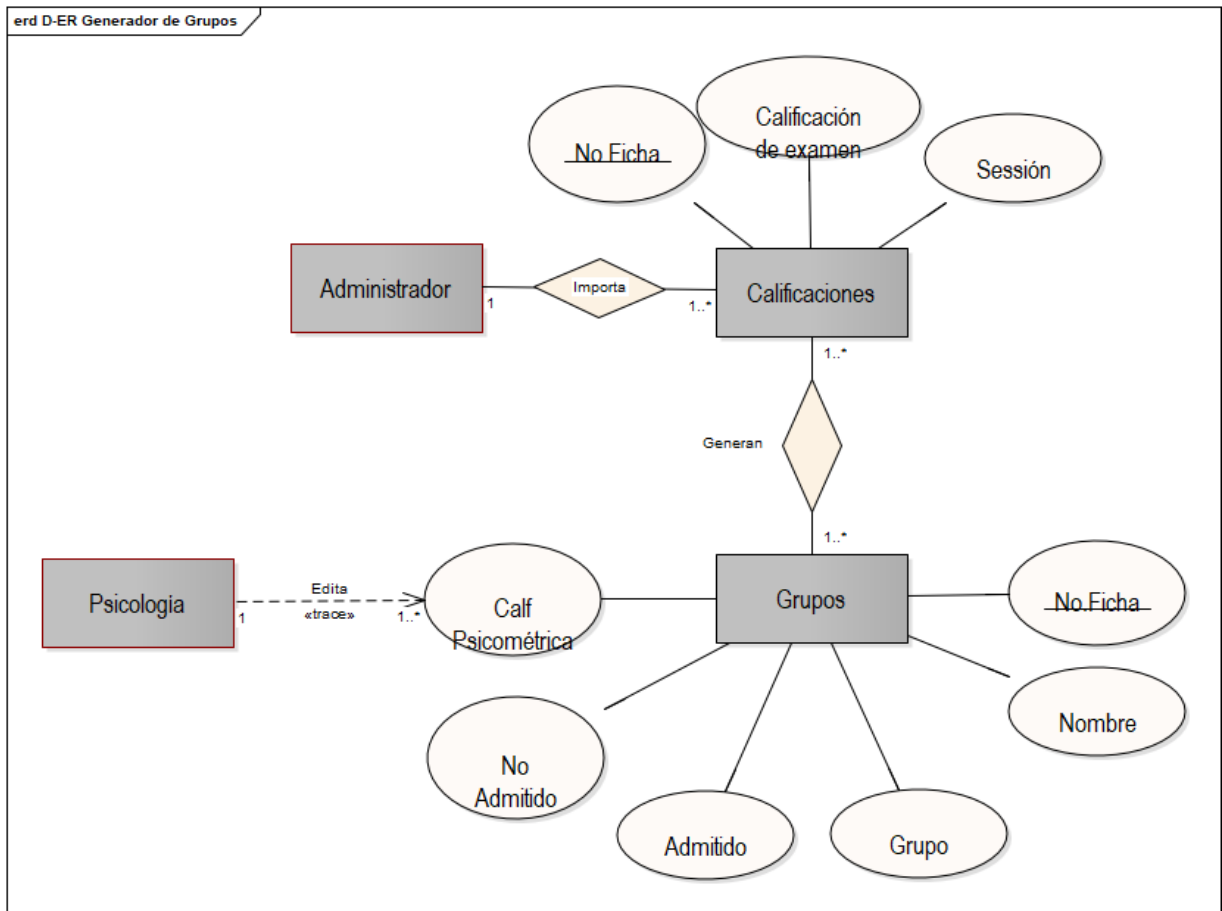 erd D-ER Generador de Grupos
No.Ficha
Calificación
de examen
Sessión
Administrador
1
Importa
1..*
Calificaciones
1..*
Generan
1..*
Psicologia
1
Edita
«trace»
1..*
Calf
Psicométrica
Grupos
No.Ficha
Nombre
No
Admitido
Admitido
Grupo